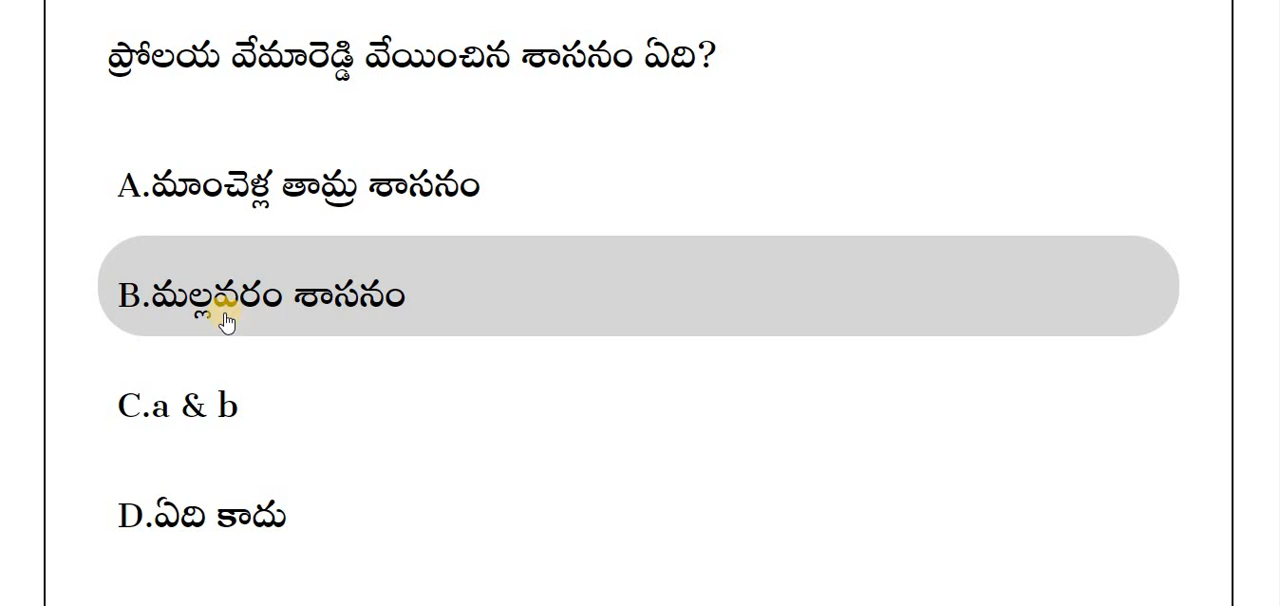 ప్రోలయ వేమారెడ్డి వేయించిన శాసనం ఏది?
A.మాంచెళ్ల తామ్ర శాసనం
B.మల్లవరం శాసనం
C.a & b
D.ఏది కాదు